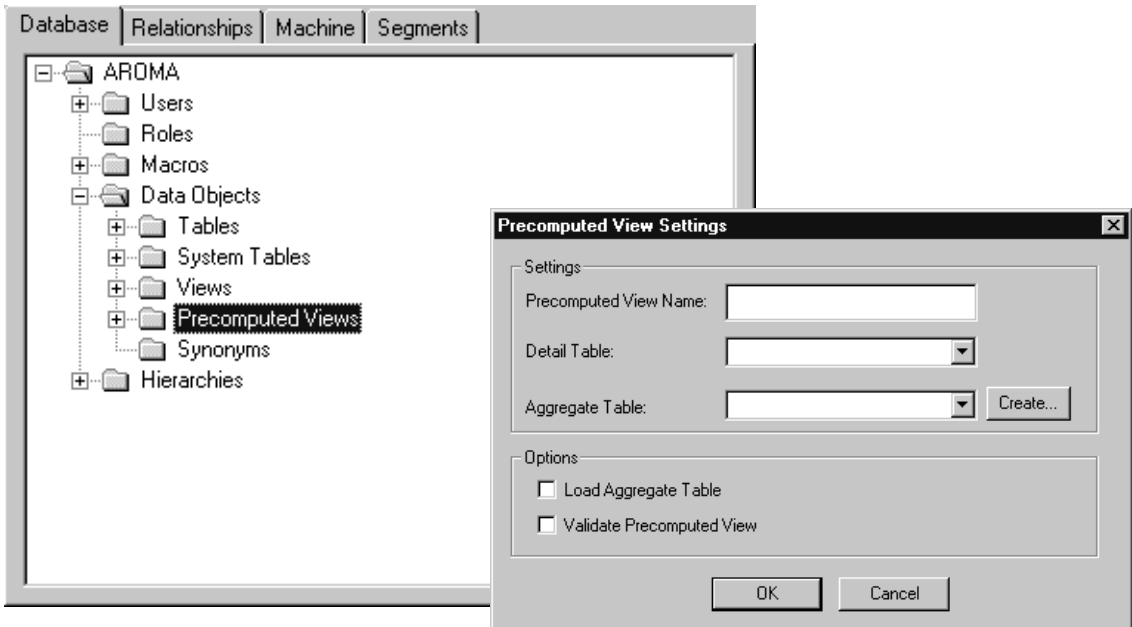 Database Relationships Machine Segments
AROMA
Users
Roles
Macros
Data Objects
Tables
System Tables
Views
Precomputed Views
Synonyms
Hierarchies
Precomputed View Settings
Settings
Precomputed View Name:
Detail Table:
Aggregate Table:
Create...
Options
Load Aggregate Table
Validate Precomputed View
OK Cancel